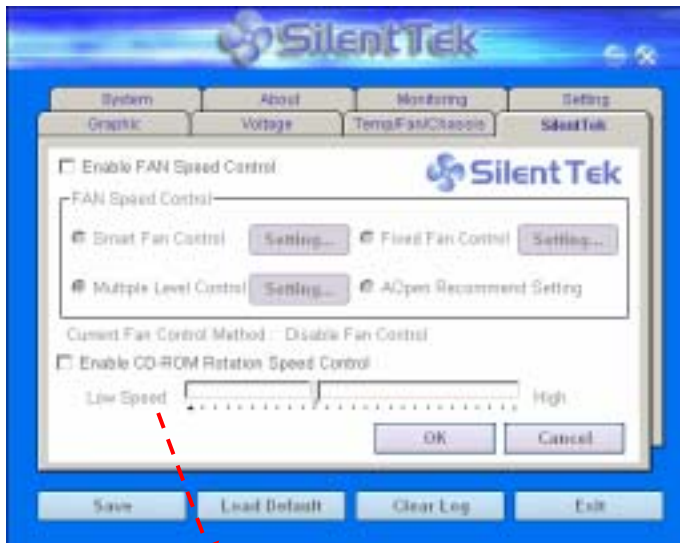 SilentTek
System About Monitoring Setting
Graphic Voltage Temp/Fan/Chassis SilentTek
Enable FAN Speed Control
SilentTek
FAN Speed Control
Smart Fan Control Setting... Fixed Fan Control Setting...
Multiple Level Control Setting... AOpen Recommend Setting
Current Fan Control Method : Disable Fan Control
Enable CD-ROM Rotation Speed Control
Low Speed High
OK Cancel
Save Load Default Clear Log Exit